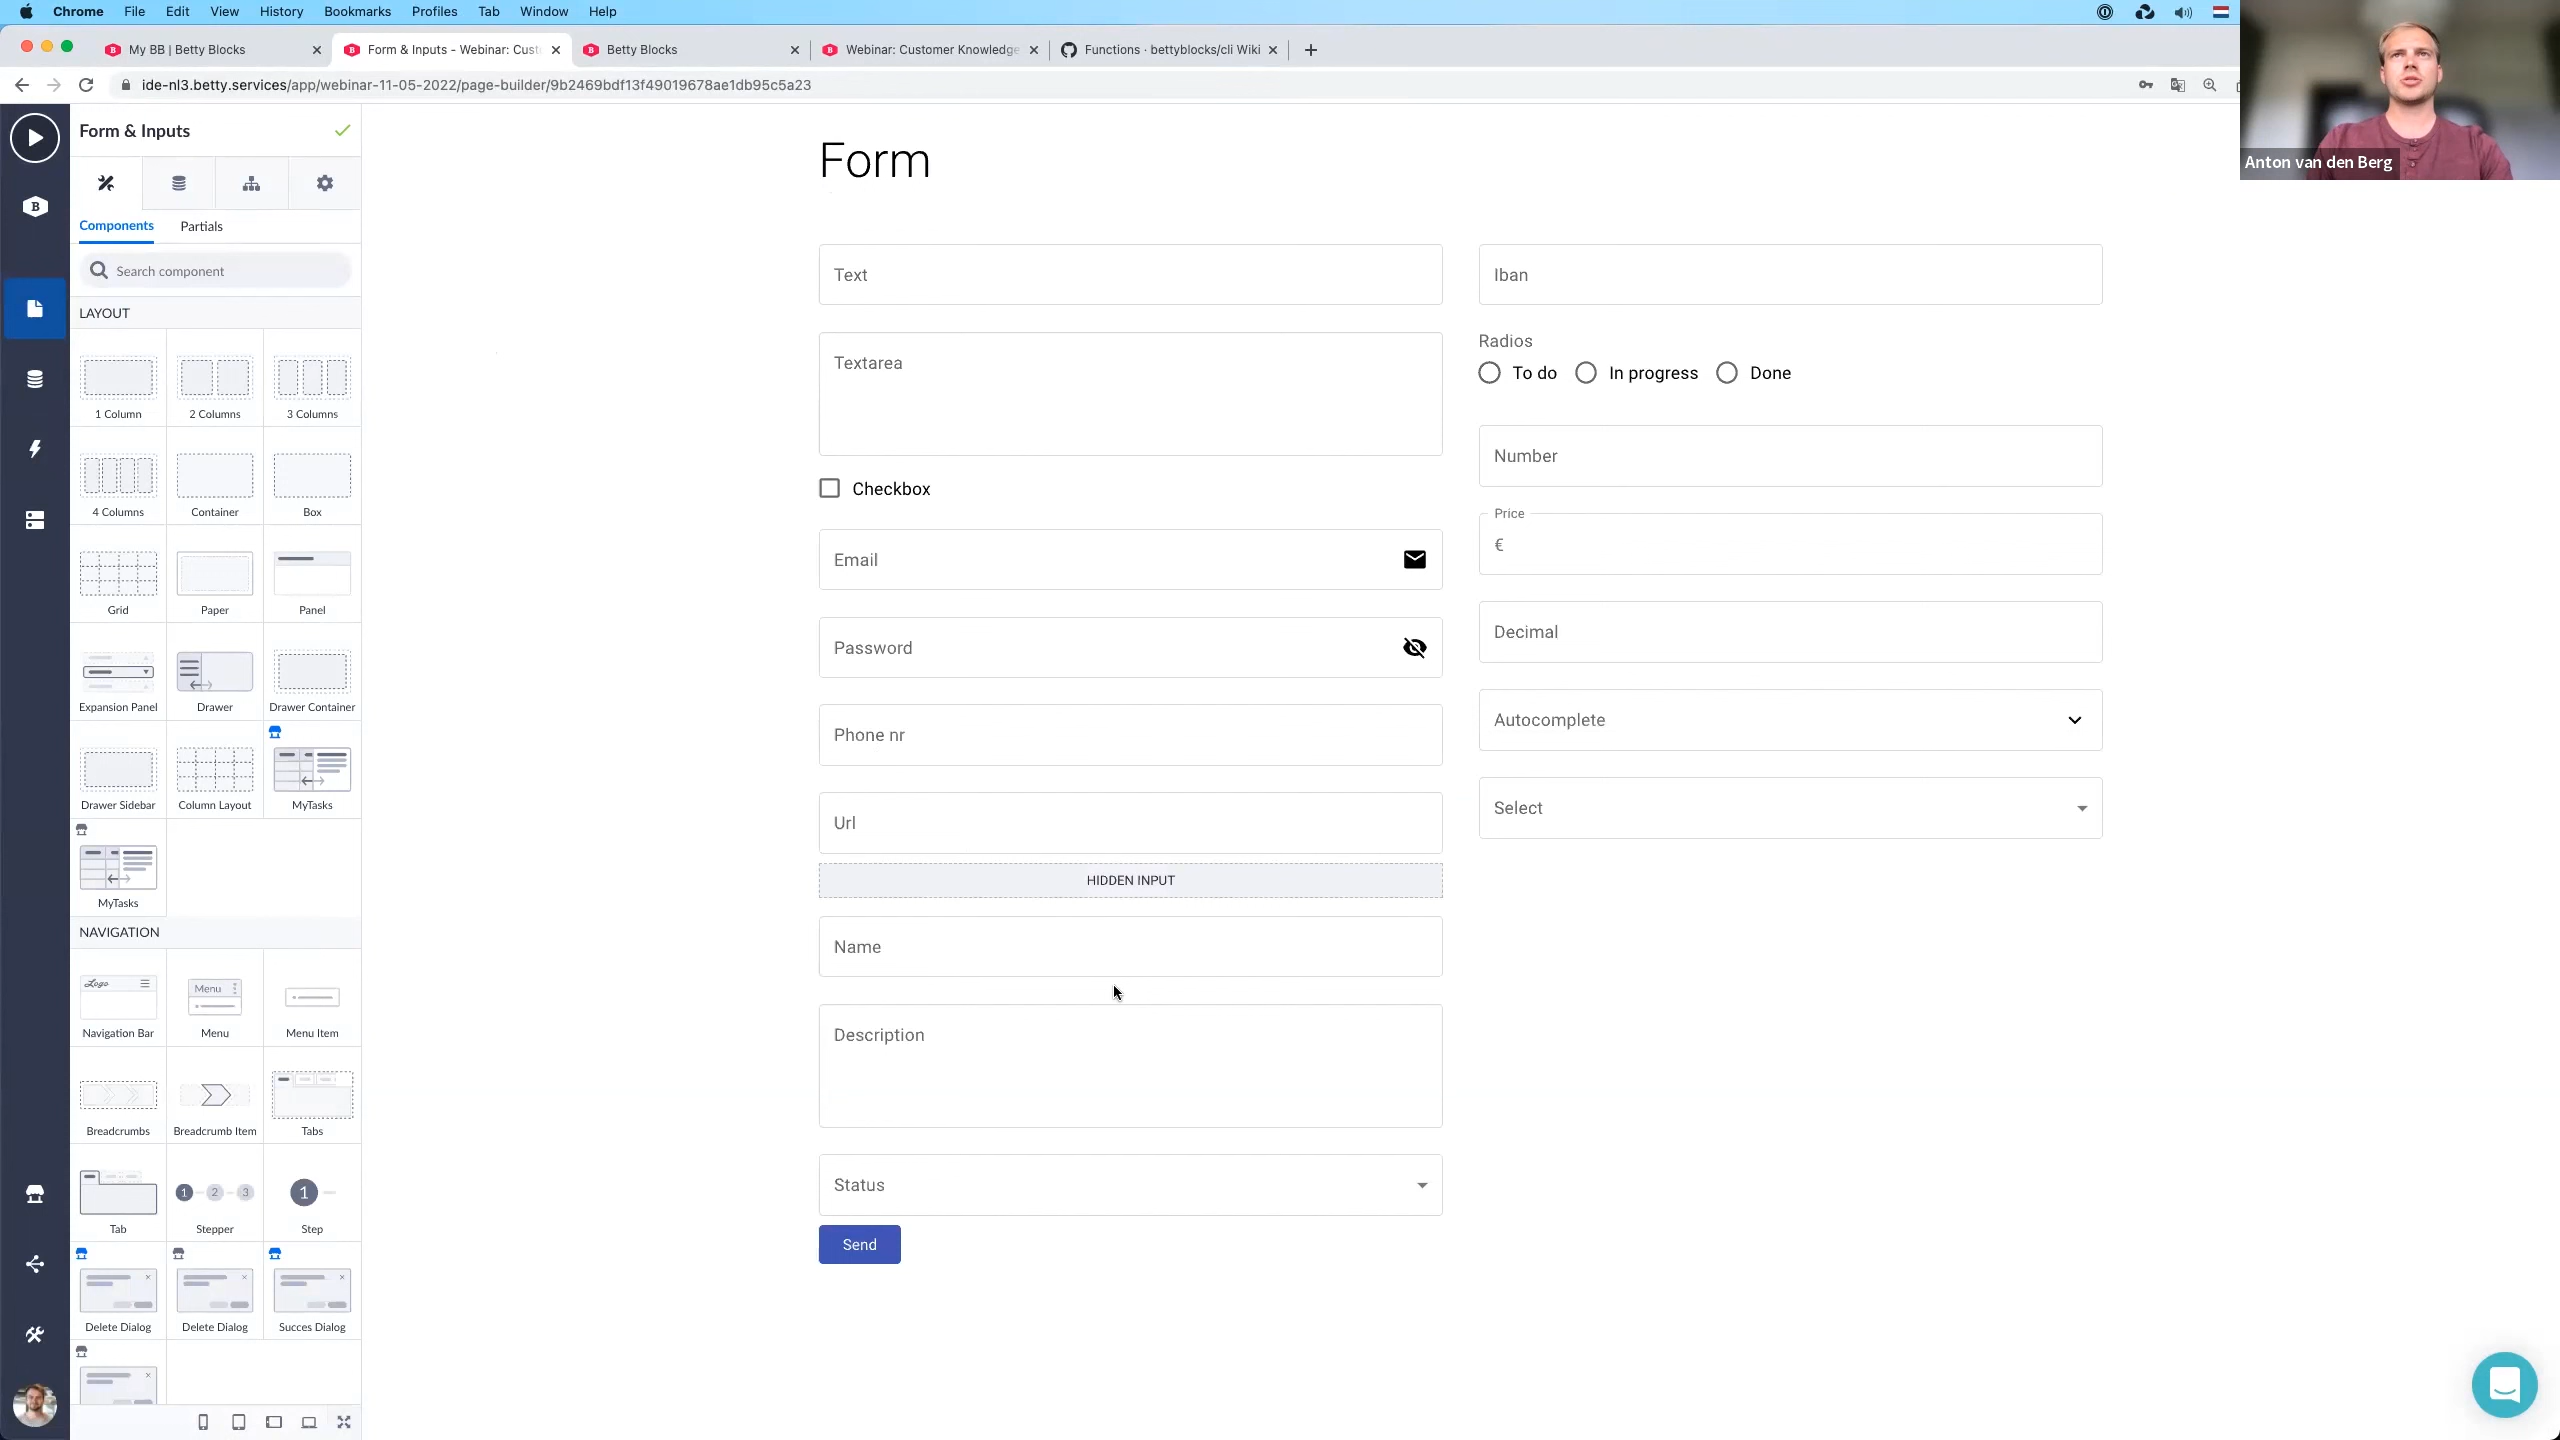 Chrome File Edit View History Bookmarks Profiles Tab Window Help
My BB | Betty Blocks
Form & Inputs - Webinar: Cust
Betty Blocks
Webinar: Customer Knowledge
Functions · bettyblocks/cli Wiki
ide-nl3.betty.services/app/webinar-11-05-2022/page-builder/9b2469bdf13f49019678ae1db95c5a23
Anton van den Berg
Form & Inputs
Components Partials
Search component
LAYOUT
1 Column 2 Columns 3 Columns
4 Columns Container Box
Grid Paper Panel
Expansion Panel Drawer Drawer Container
Drawer Sidebar Column Layout MyTasks
MyTasks
NAVIGATION
Logo
Menu
Navigation Bar Menu Menu Item
Breadcrumbs Breadcrumb Item Tabs
1 2 3 1
Tab Stepper Step
Delete Dialog Delete Dialog Succes Dialog
B
Form
Text
Textarea
Checkbox
Email
Password
Phone nr
Url
HIDDEN INPUT
Name
Description
Status
Send
Iban
Radios
To do In progress Done
Number
Price
€
Decimal
Autocomplete
Select